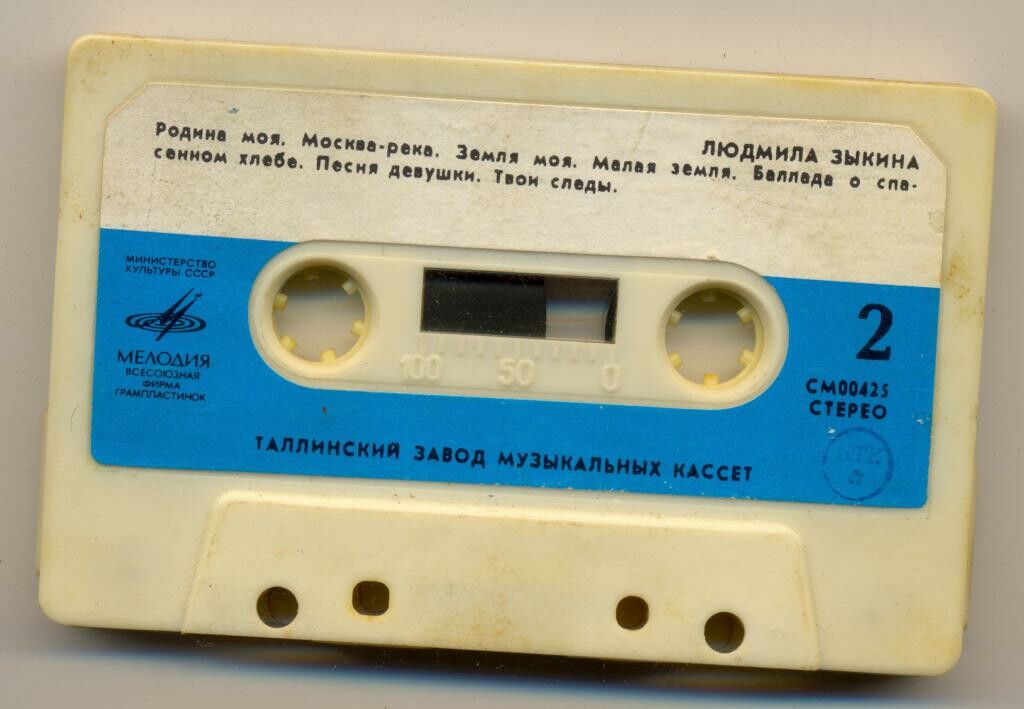 ЛЮДМИЛА ЗЫКИНА
Родина моя. Москва-река. Земля моя. Малая земля. Баллада о спа-
сенном хлебе. Песня девушки. Твои следы.
МИНИСТЕРСТВО
КУЛЬТУРЫ СССР
МЕЛОДИЯ
ВСЕСОЮЗНАЯ
ФИРМА
ГРАМПЛАСТИНОК
100 50 0
2
СМ00425
СТЕРЕО
ТАЛЛИНСКИЙ ЗАВОД МУЗЫКАЛЬНЫХ КАССЕТ
ОТК